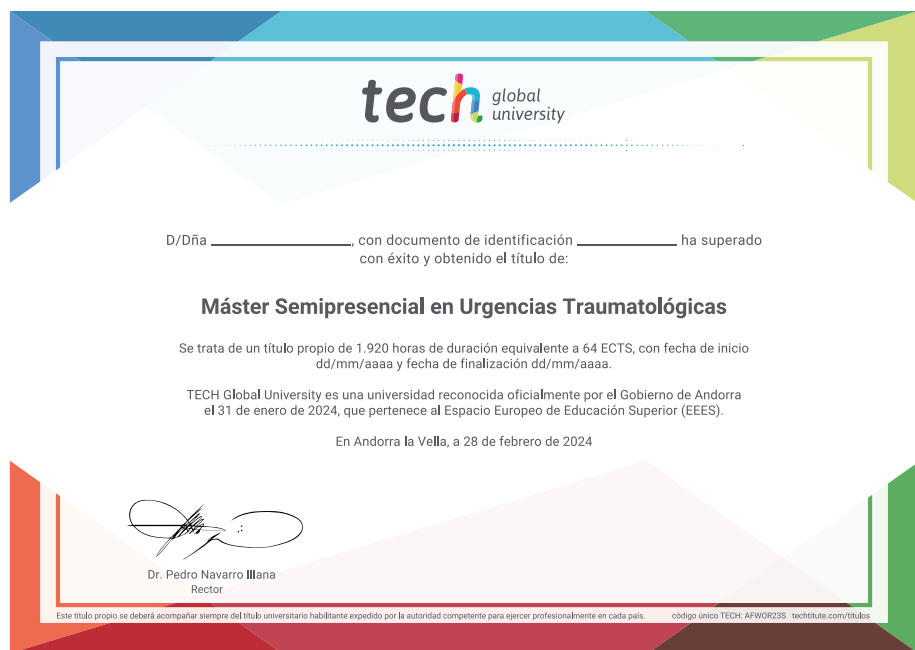 tech global university
D/Dña ____________________, con documento de identificación ______________ ha superado
con éxito y obtenido el título de:
Máster Semipresencial en Urgencias Traumatológicas
Se trata de un título propio de 1.920 horas de duración equivalente a 64 ECTS, con fecha de inicio
dd/mm/aaaa y fecha de finalización dd/mm/aaaa.
TECH Global University es una universidad reconocida oficialmente por el Gobierno de Andorra
el 31 de enero de 2024, que pertenece al Espacio Europeo de Educación Superior (EEES).
En Andorra la Vella, a 28 de febrero de 2024
Dr. Pedro Navarro Illana
Rector
Este título propio se deberá acompañar siempre del título universitario habilitante expedido por la autoridad competente para ejercer profesionalmente en cada país. código único TECH: AFWOR23S techtitute.com/titulos